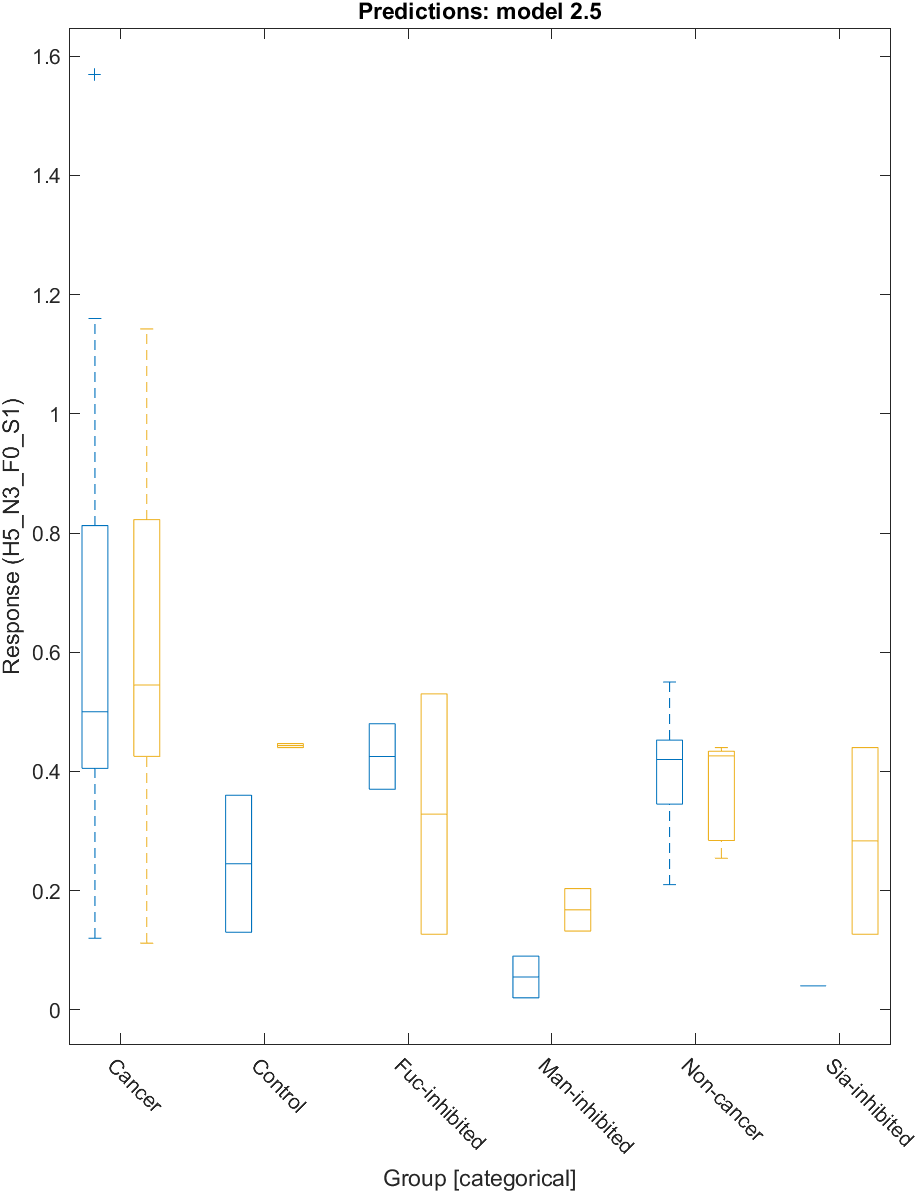 Predictions: model 2.5
1.6
1.4
1.2
1
0.8
0.6
0.4
0.2
0
Response (H5_N3_F0_S1)
Cancer
Control
Fuc-inhibited
Man-inhibited
Non-cancer
Sia-inhibited
Group [categorical]